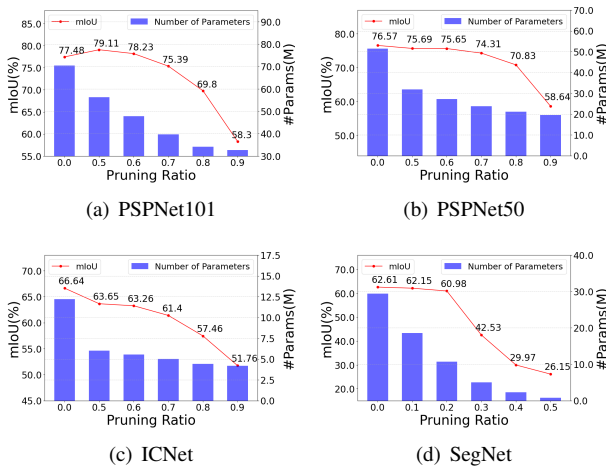 mIoU Number of Parameters
85.0
80.0
75.0
70.0
65.0
60.0
55.0
mIoU(%)
77.48 79.11 78.23 75.39 69.8 58.3
90.0
80.0
70.0
60.0
50.0
40.0
30.0
#Params(M)
0.0 0.5 0.6 0.7 0.8 0.9
Pruning Ratio
(a) PSPNet101
mIoU Number of Parameters
80.0
70.0
60.0
50.0
mIoU(%)
76.57 75.69 75.65 74.31 70.83 58.64
70.0
60.0
50.0
40.0
30.0
20.0
10.0
0.0
#Params(M)
0.0 0.5 0.6 0.7 0.8 0.9
Pruning Ratio
(b) PSPNet50
mIoU Number of Parameters
70.0
65.0
60.0
55.0
50.0
45.0
mIoU(%)
66.64 63.65 63.26 61.4 57.46 51.76
17.5
15.0
12.5
10.0
7.5
5.0
2.5
0.0
#Params(M)
0.0 0.5 0.6 0.7 0.8 0.9
Pruning Ratio
(c) ICNet
mIoU Number of Parameters
70.0
60.0
50.0
40.0
30.0
20.0
mIoU(%)
62.61 62.15 60.98 42.53 29.97 26.15
40.0
30.0
20.0
10.0
0.0
#Params(M)
0.0 0.1 0.2 0.3 0.4 0.5
Pruning Ratio
(d) SegNet